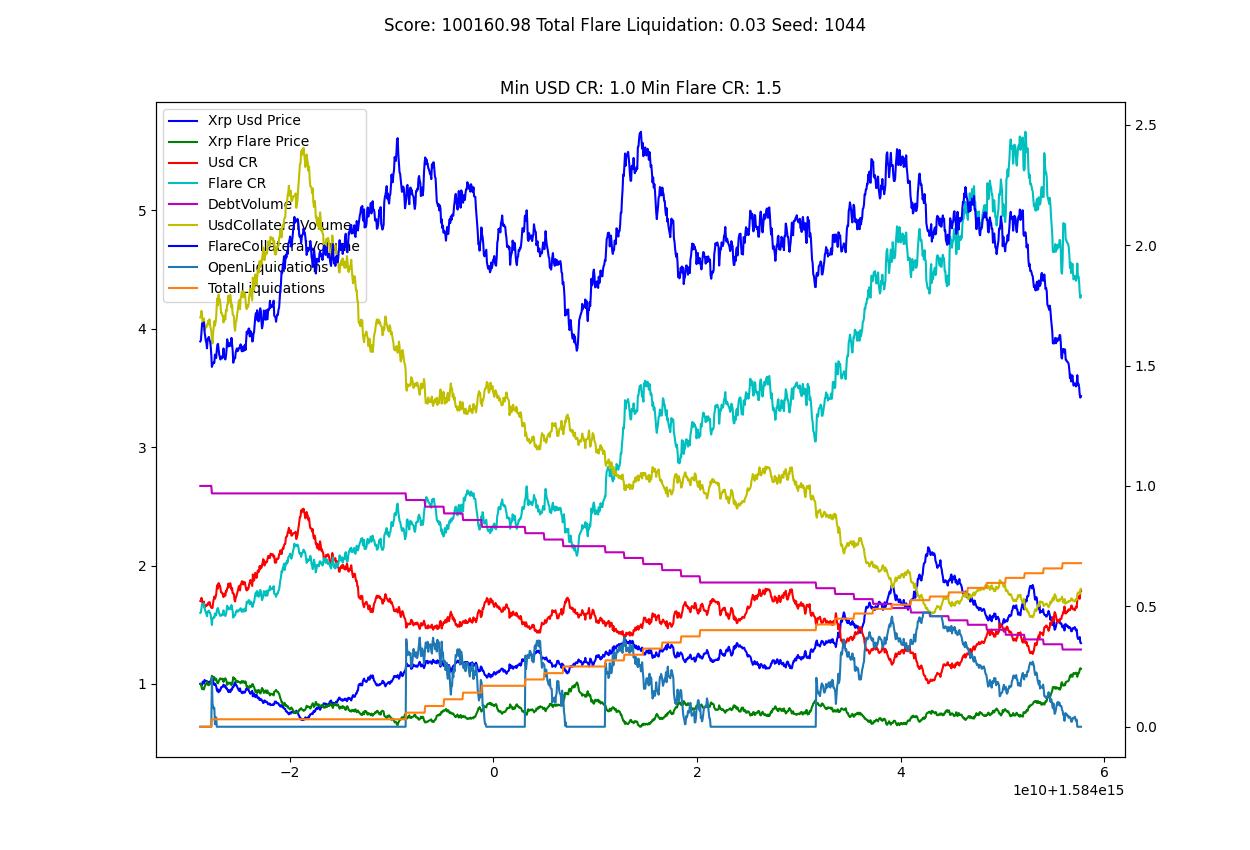 Score: 100160.98 Total Flare Liquidation: 0.03 Seed: 1044
Min USD CR: 1.0 Min Flare CR: 1.5
Xrp Usd Price
Xrp Flare Price
Usd CR
Flare CR
DebtVolume
UsdCollateralVolume
FlareCollateralVolume
OpenLiquidations
TotalLiquidations
5
4
3
2
1
2.5
2.0
1.5
1.0
0.5
0.0
−2
0
2
4
6
1e10+1.584e15